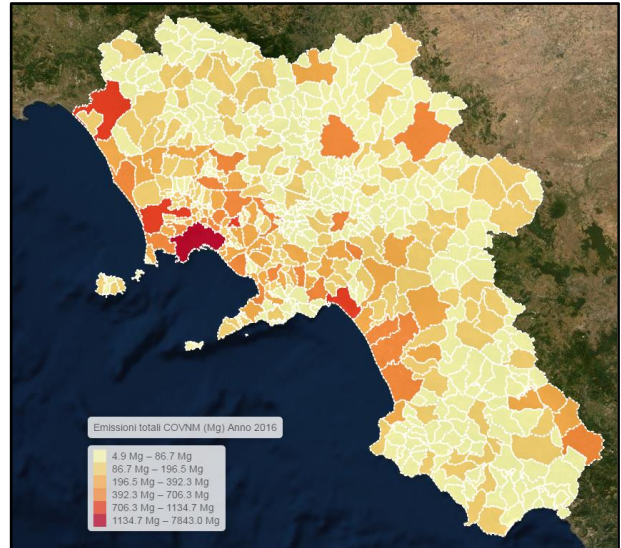 Emissioni totali COVNM (Mg) Anno 2016
4.9 Mg – 86.7 Mg
86.7 Mg – 196.5 Mg
196.5 Mg – 392.3 Mg
392.3 Mg – 706.3 Mg
706.3 Mg – 1134.7 Mg
1134.7 Mg – 7843.0 Mg